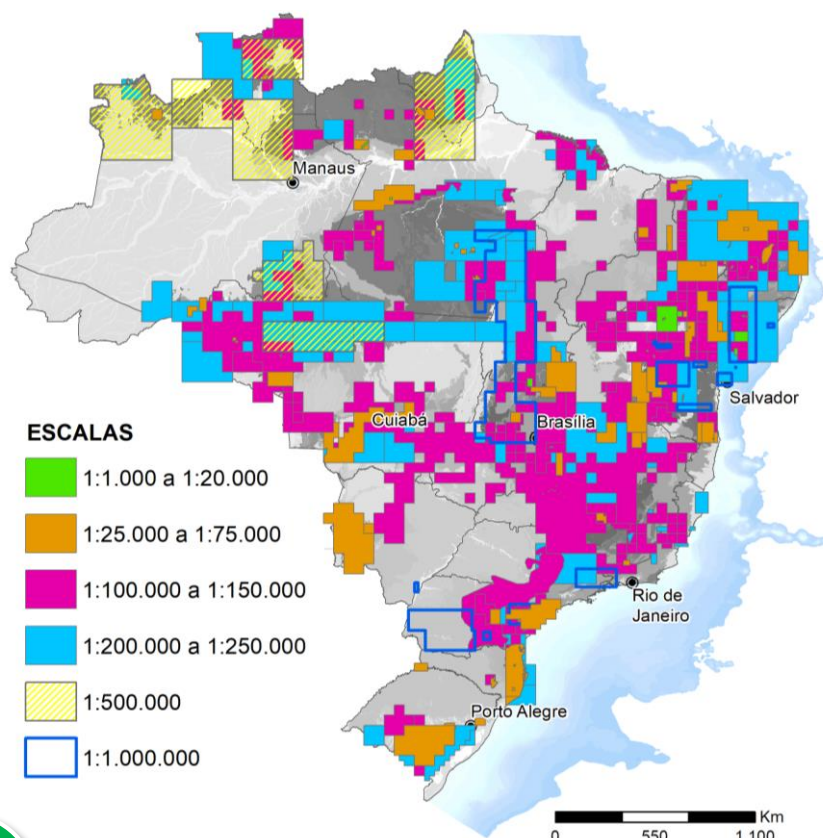 Manaus
Salvador
Cuiabá
Brasília
ESCALAS
1:1.000 a 1:20.000
1:25.000 a 1:75.000
1:100.000 a 1:150.000
1:200.000 a 1:250.000
1:500.000
1:1.000.000
Rio de
Janeiro
Porto Alegre
Km
0 550 1.100